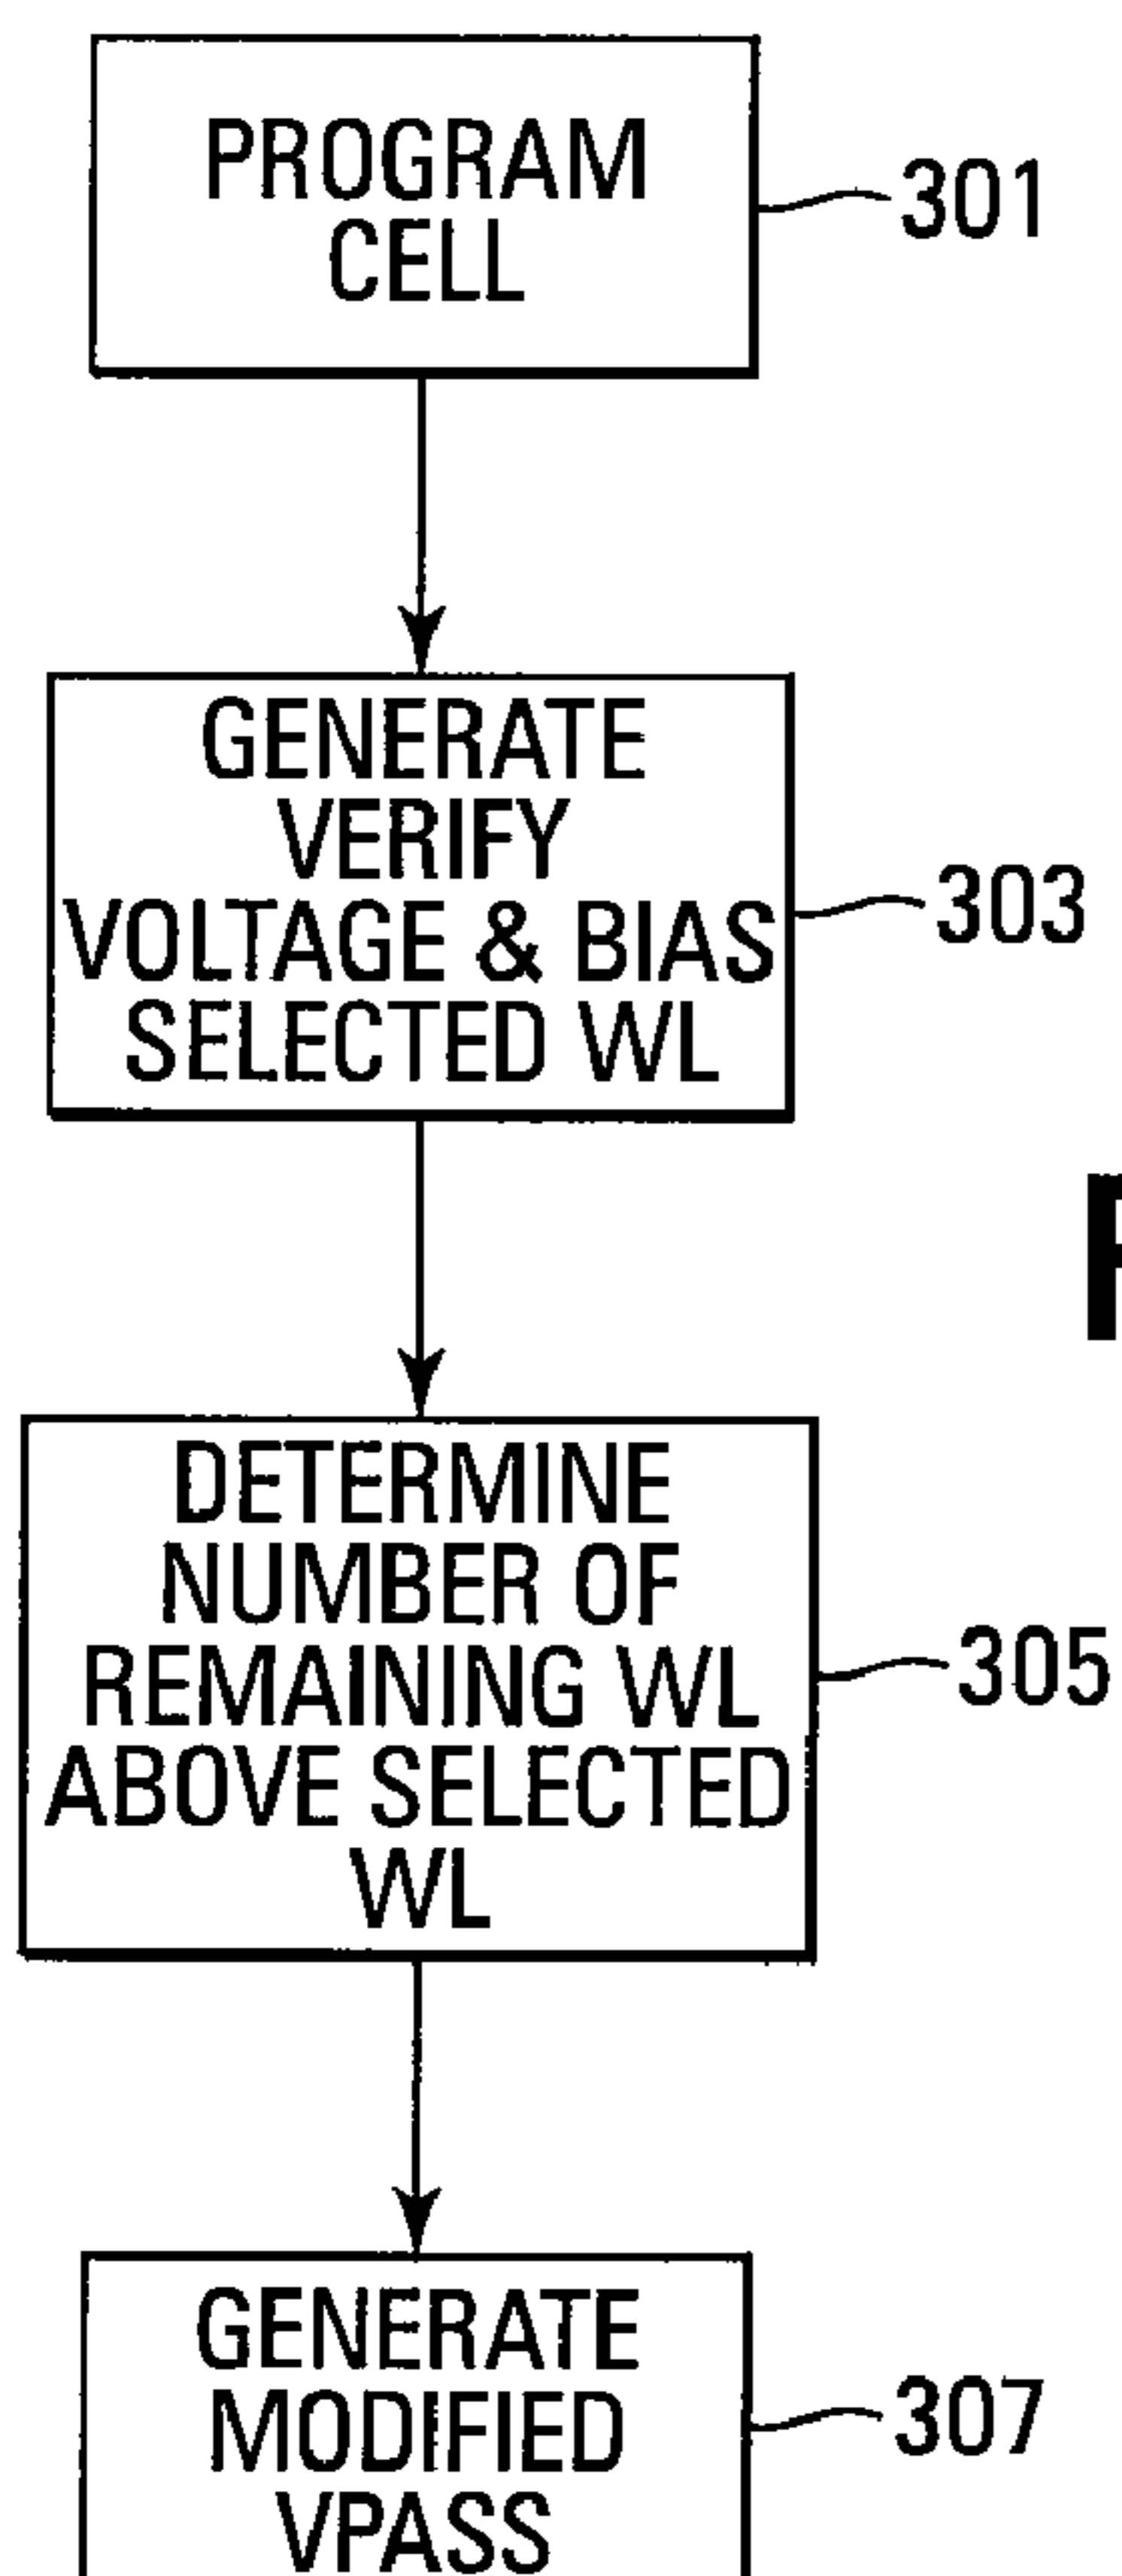 PROGRAM
CELL
301
GENERATE
VERIFY
VOLTAGE & BIAS
SELECTED WL
303
DETERMINE
NUMBER OF
REMAINING WL
ABOVE SELECTED
WL
305
GENERATE
MODIFIED
VPASS
307